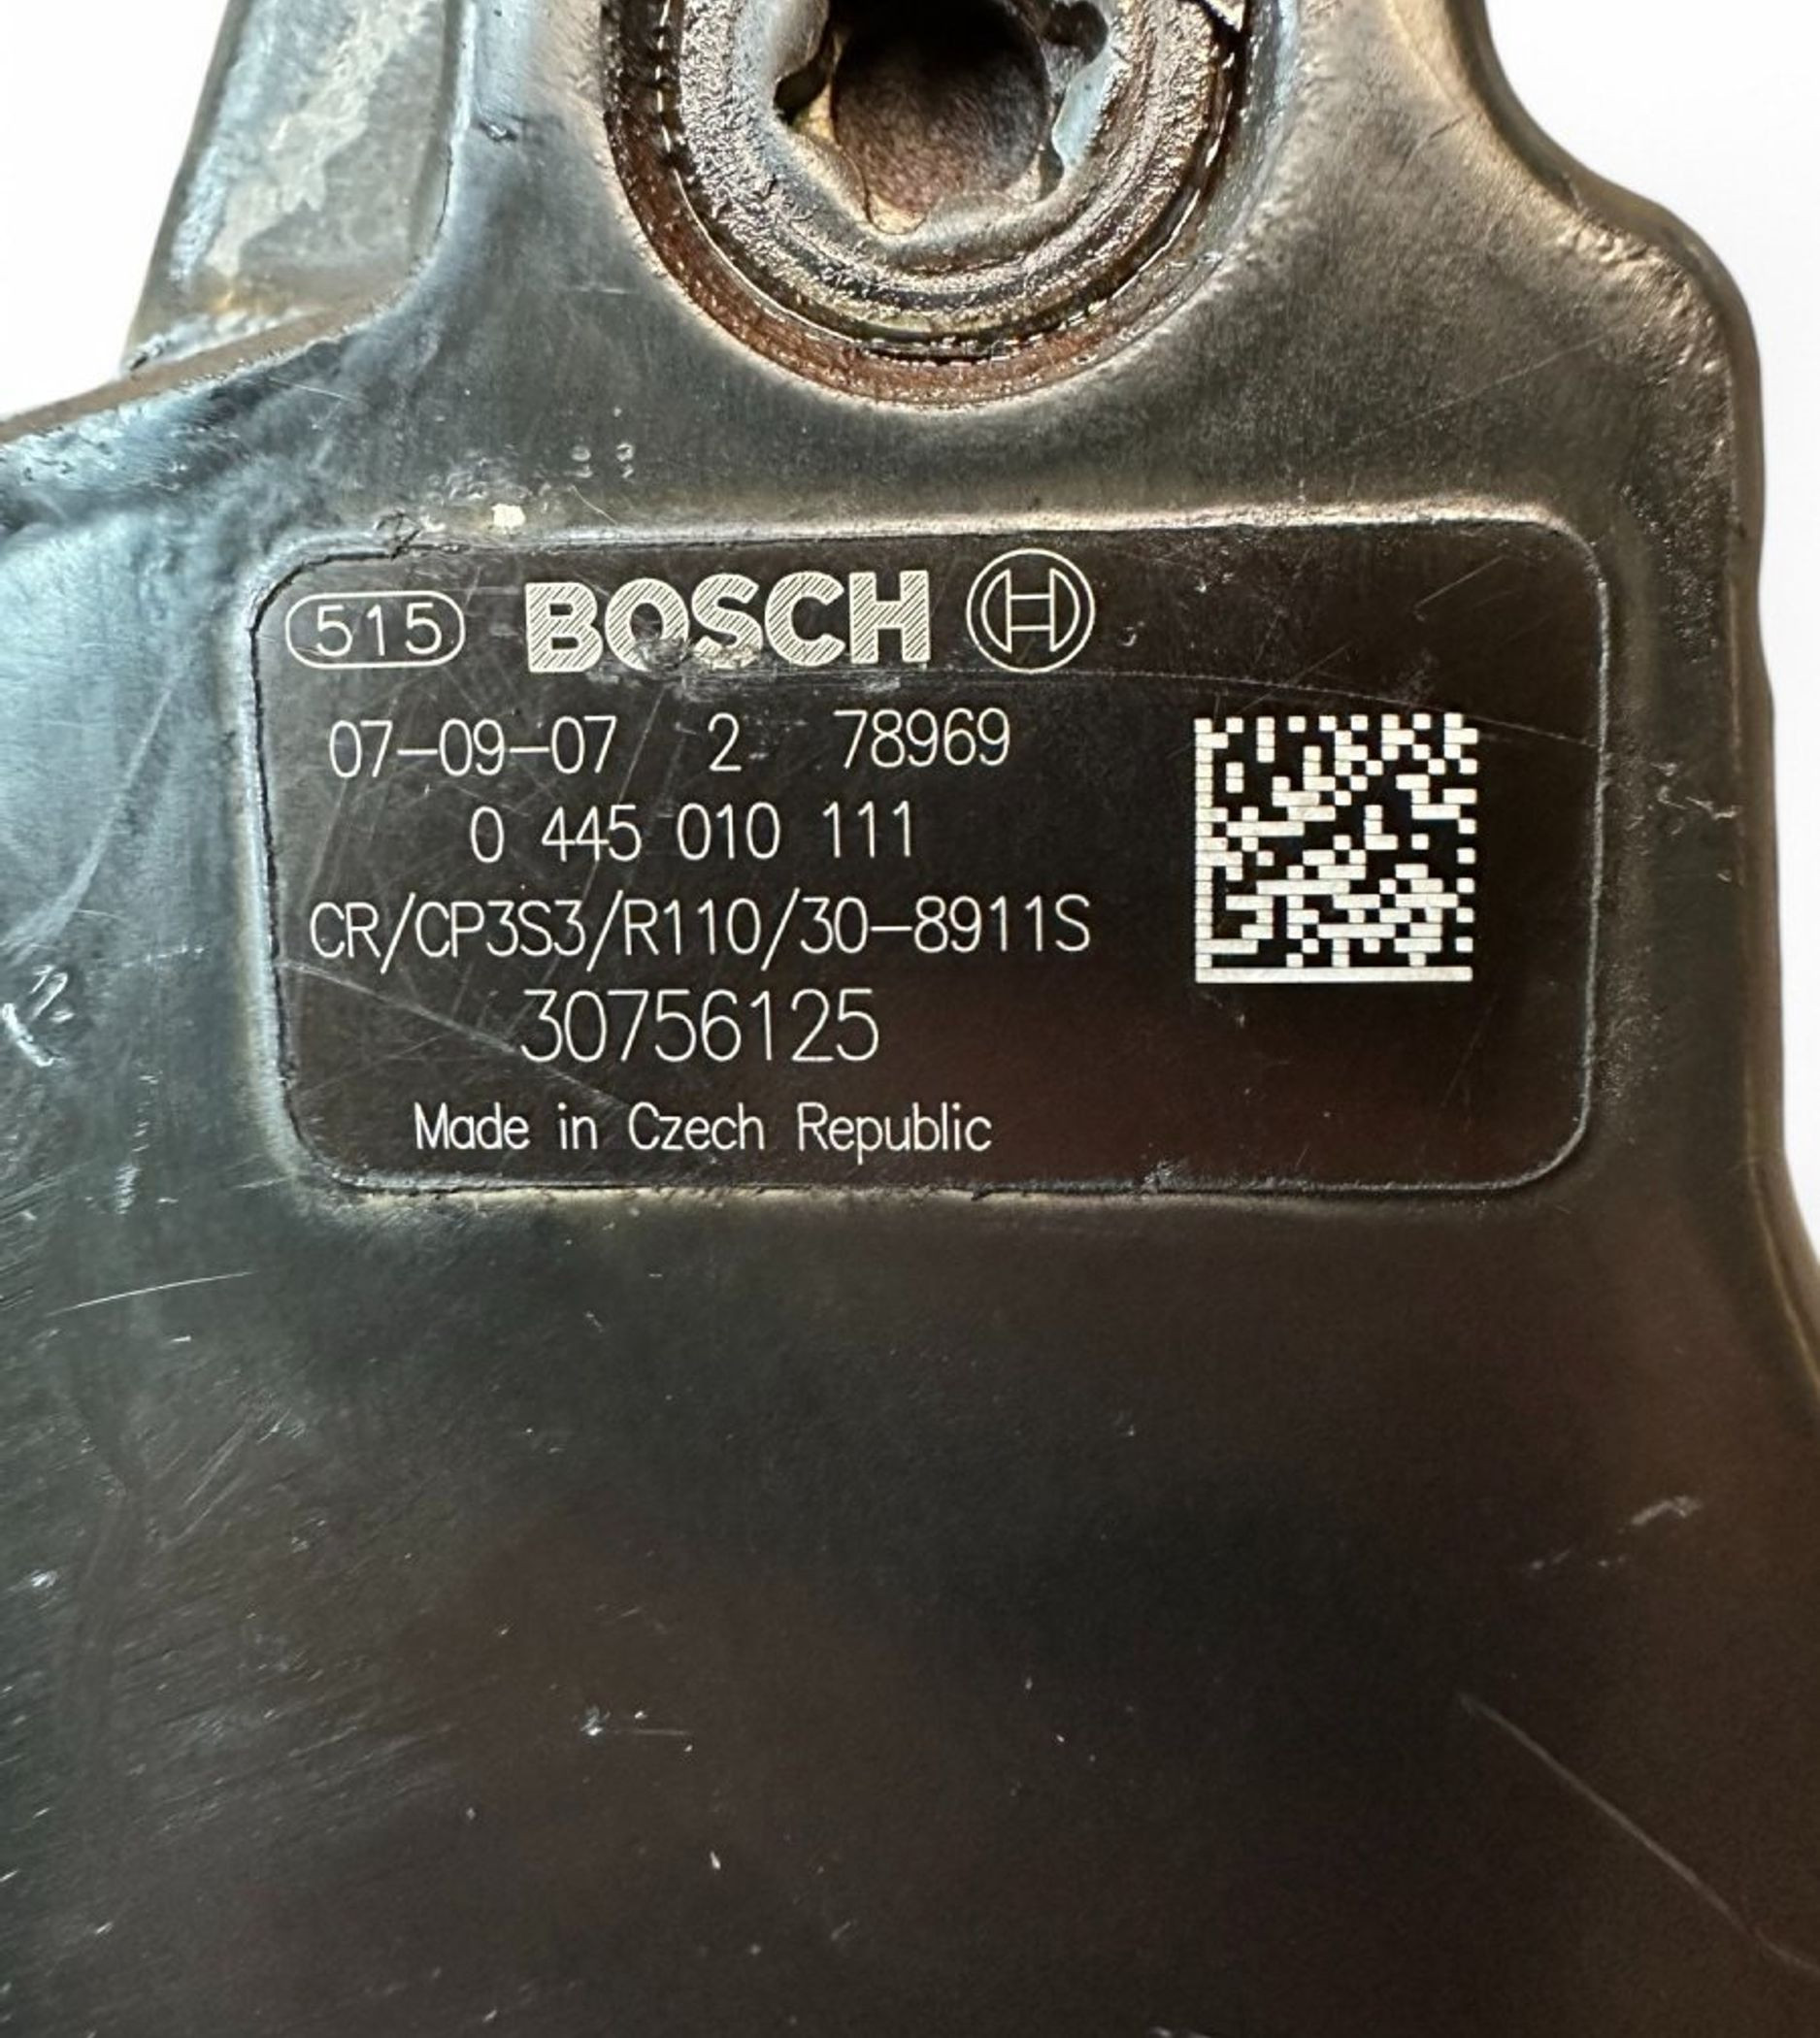 515 BOSCH
07-09-07 2 78969
0 445 010 111
CR/CP3S3/R110/30-8911S
30756125
Made in Czech Republic